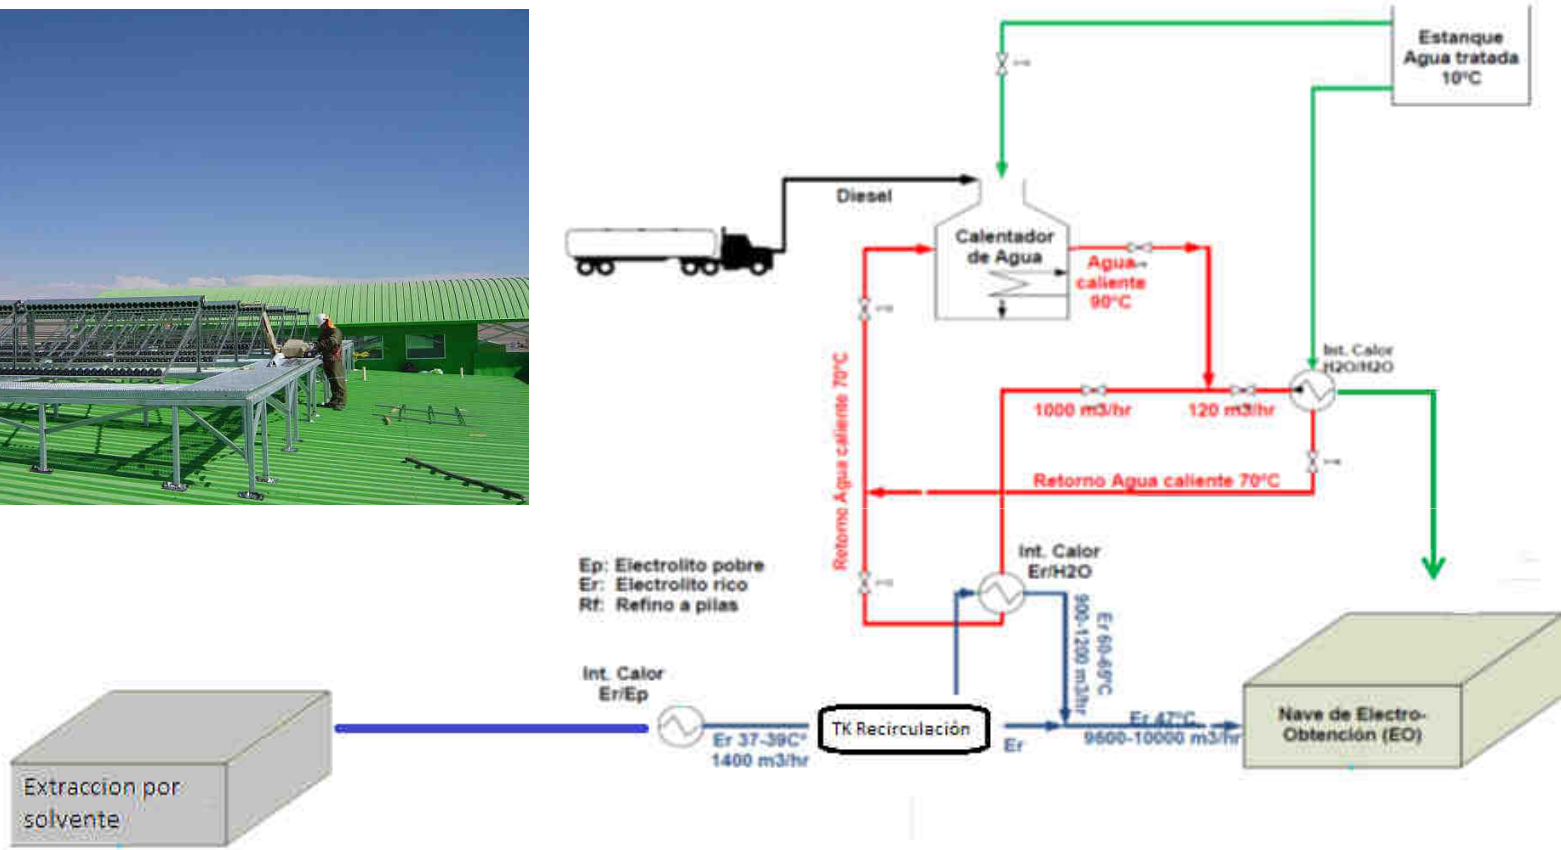 Estanque
Agua tratada
10°C
Diesel
Calentador
de Agua
Agua
caliente
90°C
Int. Calor
H2O/H2O
1000 m3/hr
120 m3/hr
Retorno Agua caliente 70°C
Retorno Agua caliente 70°C
Int. Calor
Er/H2O
Ep: Electrolito pobre
Er: Electrolito rico
Rf: Refino a pilas
Er 60-65°C
900-1200 m3/hr
Int. Calor
Er/Ep
Er 37-39C°
1400 m3/hr
TK Recirculación
Er
Er 47°C
9600-10000 m3/hr
Nave de Electro-
Obtención (EO)
Extraccion por
solvente